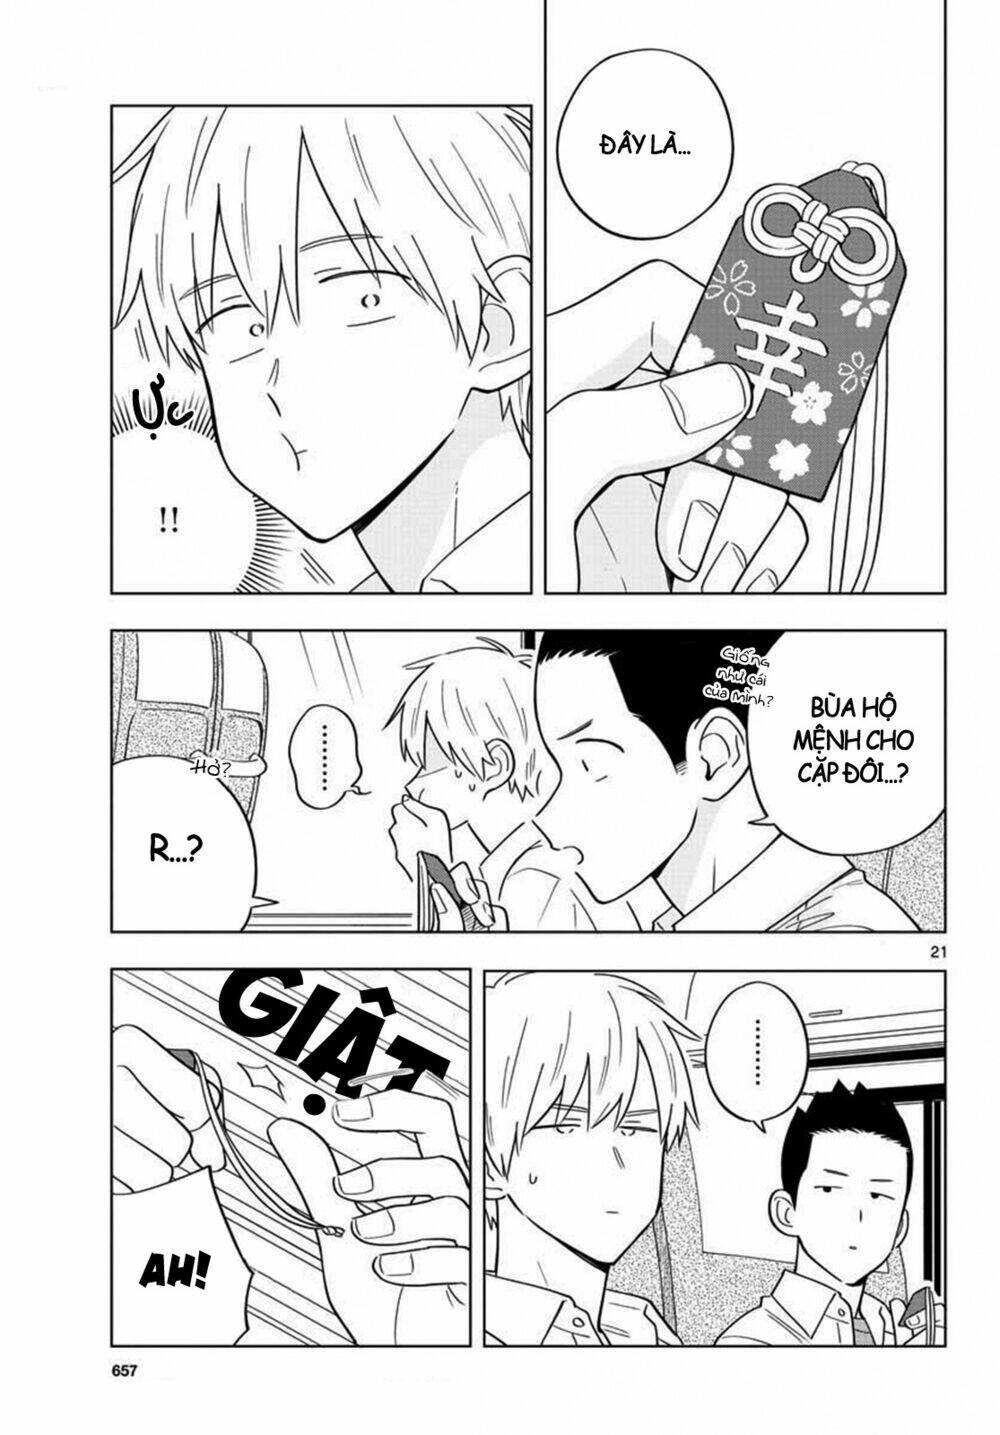 ĐÂY LÀ...
幸
ỰC
!!
BÙA HỘ
MỆNH CHO
CẶP ĐÔI...?
Giống
như cái
của mình?
.........
Hở?
R...?
21
.........
GIẬT
AH!
657